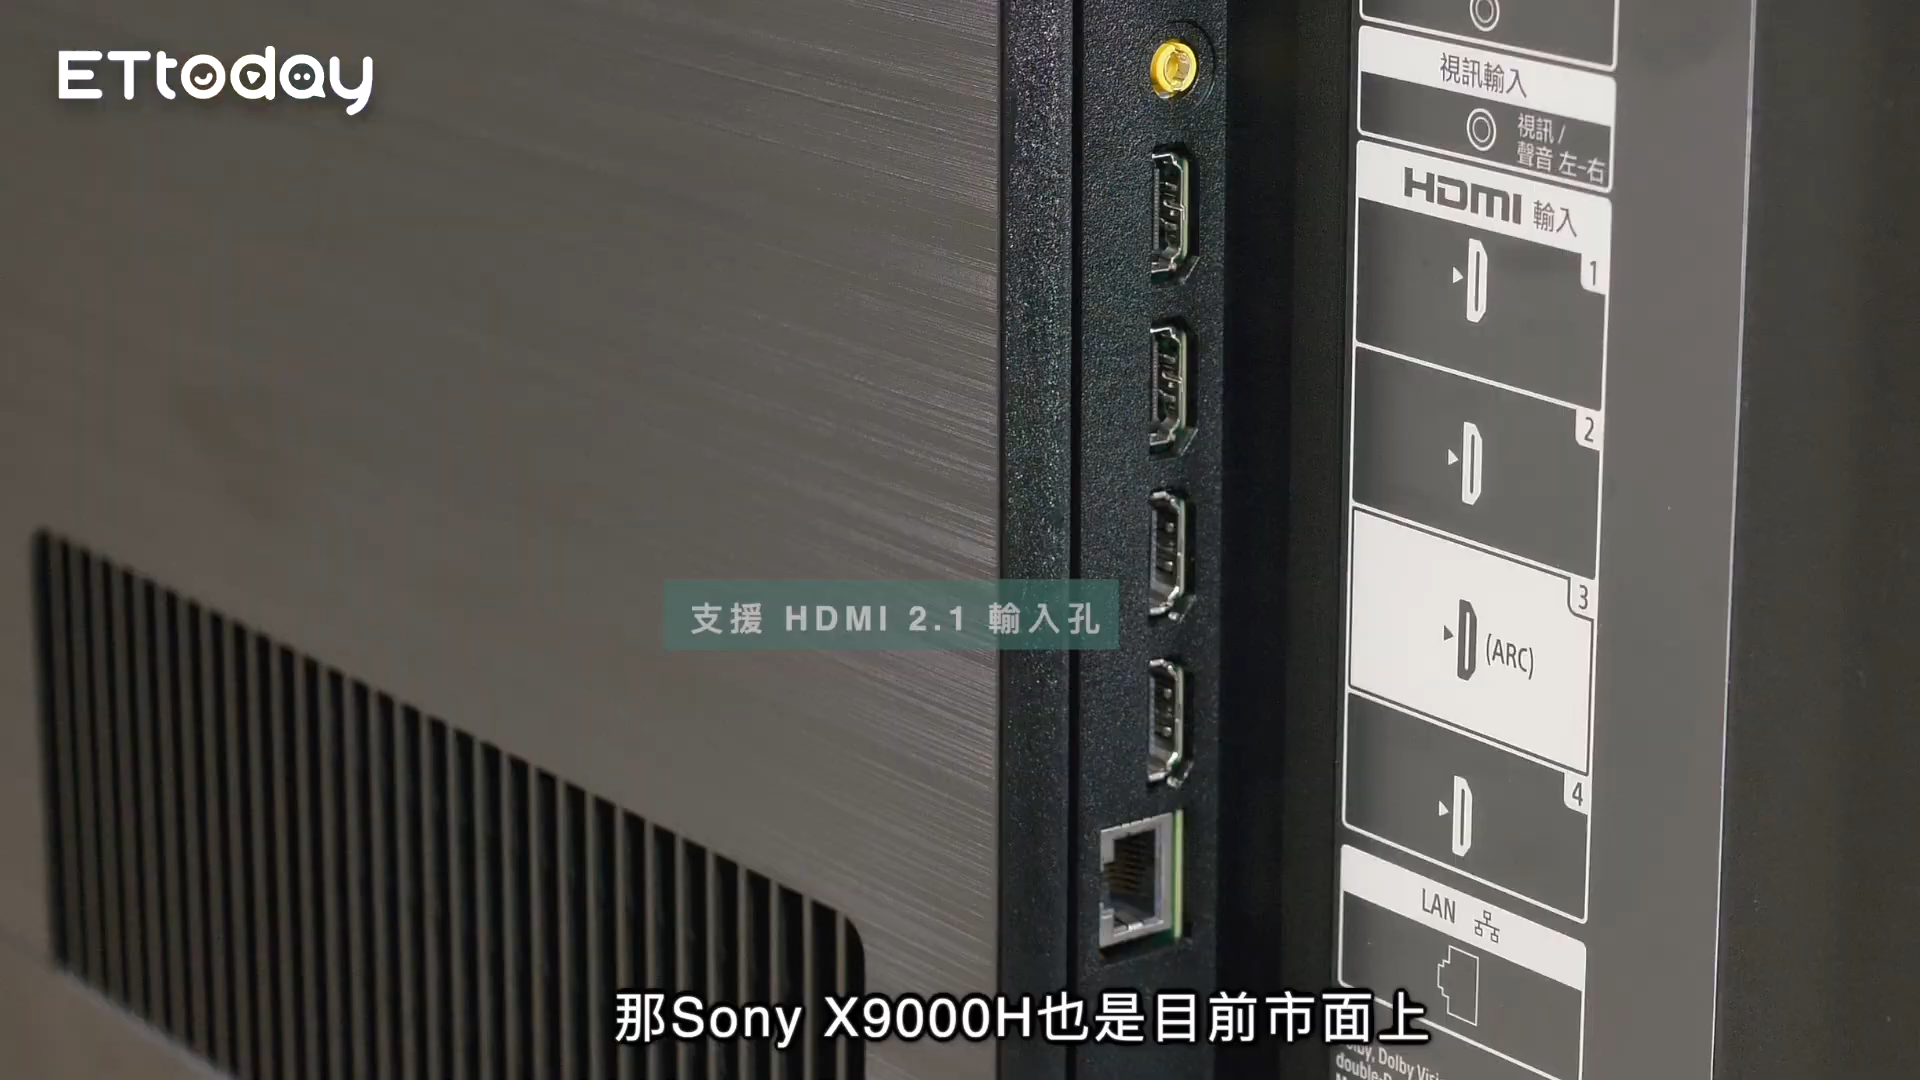 ETtoday
視訊輸入
視訊 /
聲音 左-右
HDMI 輸入
1
2
3
(ARC)
4
LAN
支援 HDMI 2.1 輸入孔
那Sony X9000H也是目前市面上